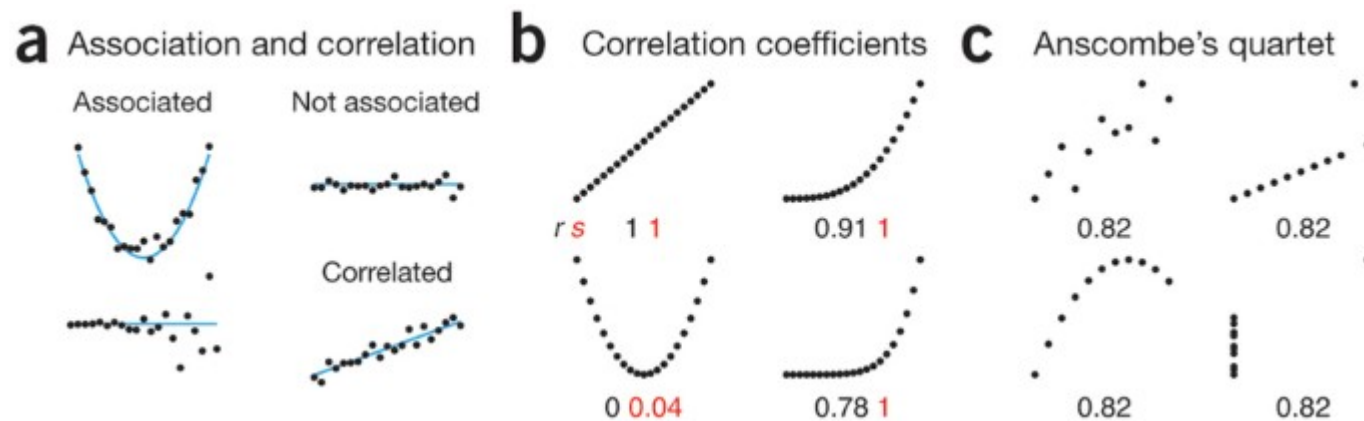 a Association and correlation
Associated
Not associated
Correlated
b Correlation coefficients
r s 1 1
0.91 1
0 0.04
0.78 1
c Anscombe's quartet
0.82
0.82
0.82
0.82